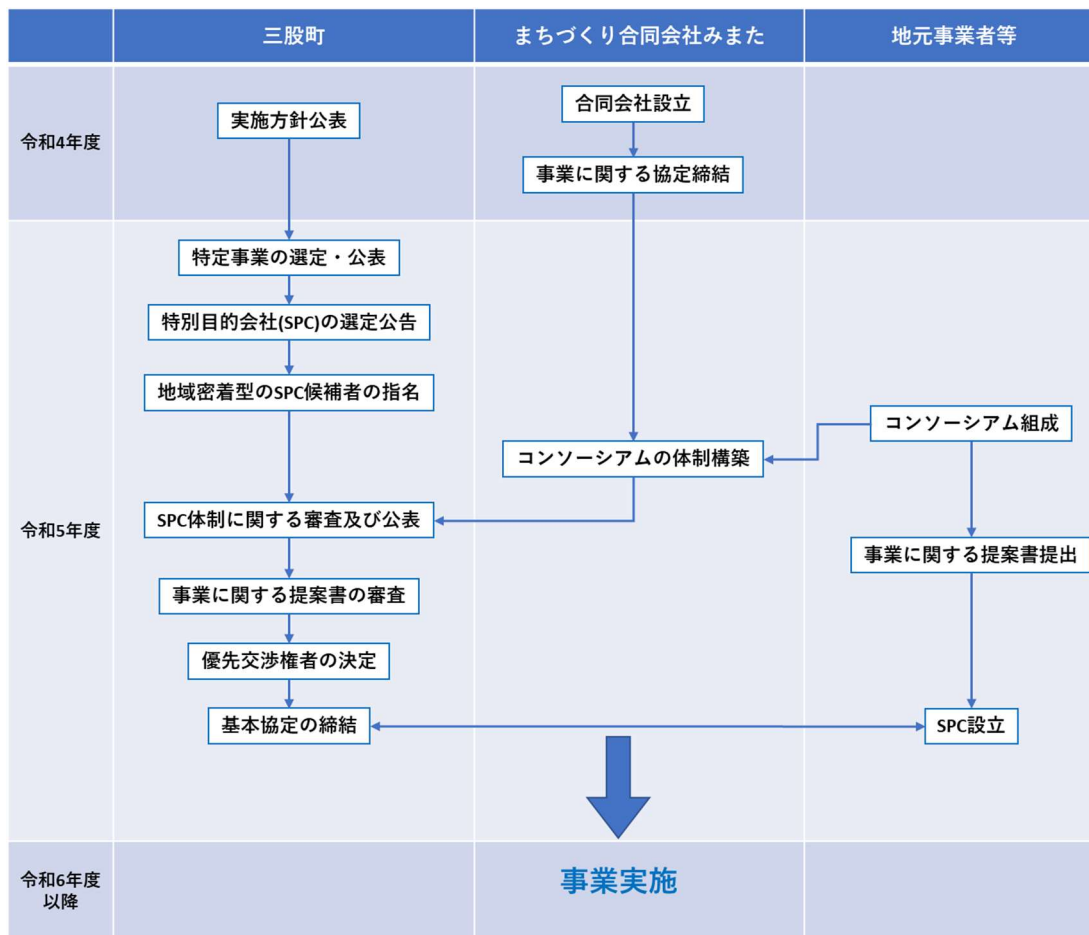 三股町
まちづくり合同会社みまた
地元事業者等
令和4年度
実施方針公表
合同会社設立
事業に関する協定締結
令和5年度
特定事業の選定・公表
特別目的会社(SPC)の選定公告
地域密着型のSPC候補者の指名
コンソーシアム組成
コンソーシアムの体制構築
SPC体制に関する審査及び公表
事業に関する提案書提出
事業に関する提案書の審査
優先交渉権者の決定
基本協定の締結
SPC設立
令和6年度
以降
事業実施